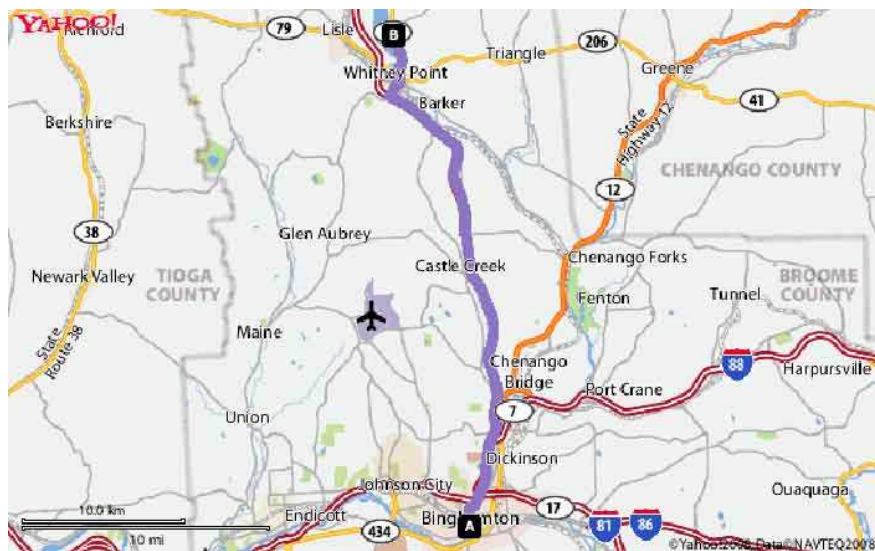 YAHOO!
Richford
79
Lisle
B
Triangle
206
Greene
Whitney Point
41
Barker
Berkshire
State
Highway 12
CHENANGO COUNTY
12
38
Glen Aubrey
Newark Valley
TIOGA
COUNTY
Castle Creek
Chenango Forks
BROOME
COUNTY
Fenton
Tunnel
Maine
State
Route 38
Chenango
Bridge
88
Port Crane
Harpursville
7
Union
Dickinson
Johnson City
Ouaquaga
10.0 km
Endicott
Binghamton
A
17
434
81
86
10 mi
©Yahoo!2008, Data©NAVTEQ2008